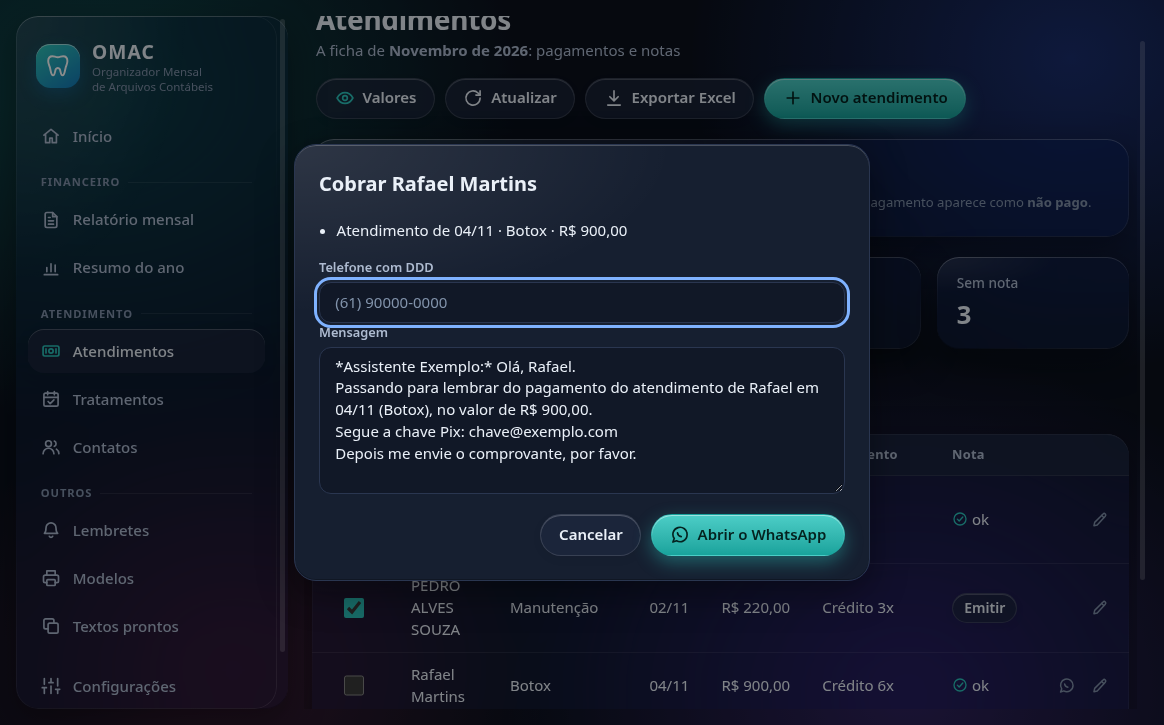 OMAC
Organizador Mensal
de Arquivos Contábeis
Início
FINANCEIRO
Relatório mensal
Resumo do ano
ATENDIMENTO
Atendimentos
Tratamentos
Contatos
OUTROS
Lembretes
Modelos
Textos prontos
Configurações
Atendimentos
A ficha de Novembro de 2026: pagamentos e notas
Valores
Atualizar
Exportar Excel
Novo atendimento
agamento aparece como não pago.
Sem nota
3
Cobrar Rafael Martins
• Atendimento de 04/11 · Botox · R$ 900,00
Telefone com DDD
(61) 90000-0000
Mensagem
*Assistente Exemplo:* Olá, Rafael.
Passando para lembrar do pagamento do atendimento de Rafael em
04/11 (Botox), no valor de R$ 900,00.
Segue a chave Pix: chave@exemplo.com
Depois me envie o comprovante, por favor.
Cancelar
Abrir o WhatsApp
ento Nota
ok
PEDRO
ALVES
SOUZA
Manutenção 02/11 R$ 220,00 Crédito 3x Emitir
Rafael
Martins
Botox 04/11 R$ 900,00 Crédito 6x ok